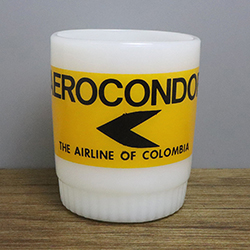 AEROCONDOR
THE AIRLINE OF COLOMBIA